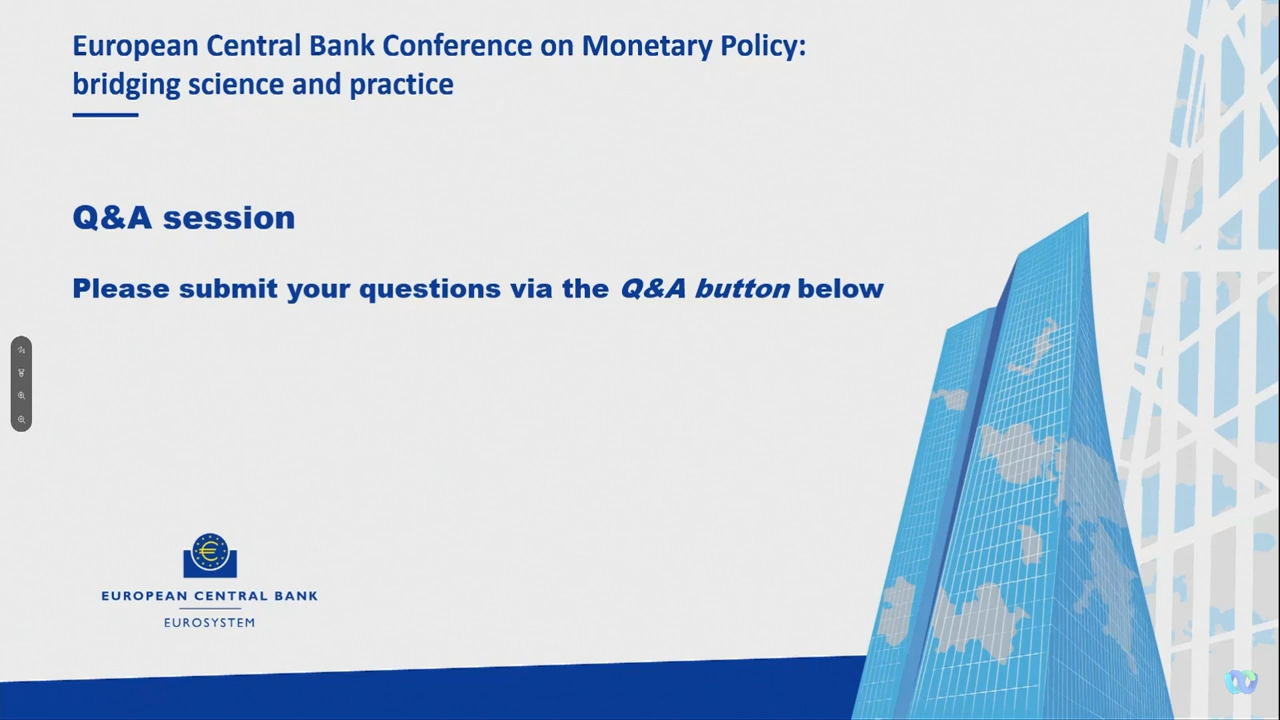 European Central Bank Conference on Monetary Policy:
bridging science and practice
Q&A session
Please submit your questions via the Q&A button below
EUROPEAN CENTRAL BANK
EUROSYSTEM